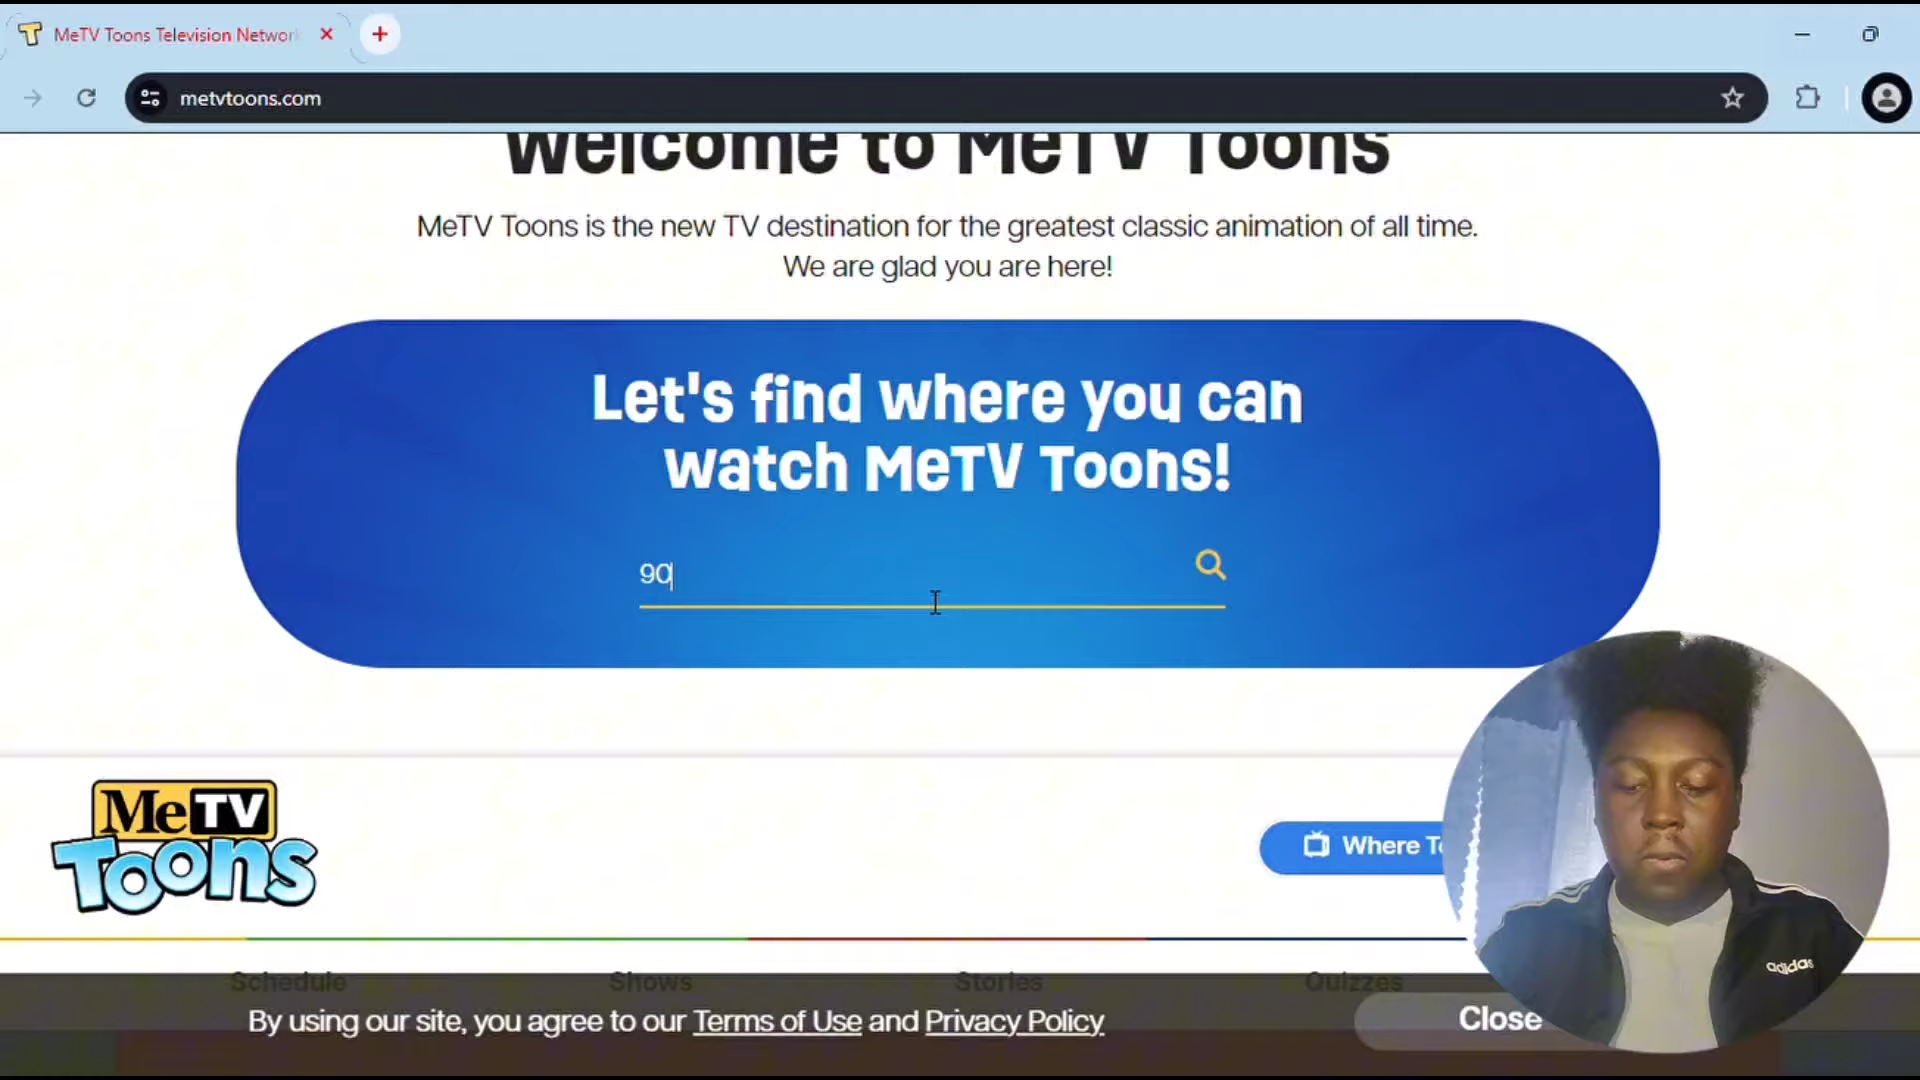 MeTV Toons Television Networ
metvtoons.com
Welcome to MeTV Toons
MeTV Toons is the new TV destination for the greatest classic animation of all time.
We are glad you are here!
Let's find where you can
watch MeTV Toons!
90
MeTV
Toons
Where To
adidas
Schedule Shows Stories Quizzes
By using our site, you agree to our Terms of Use and Privacy Policy
Close